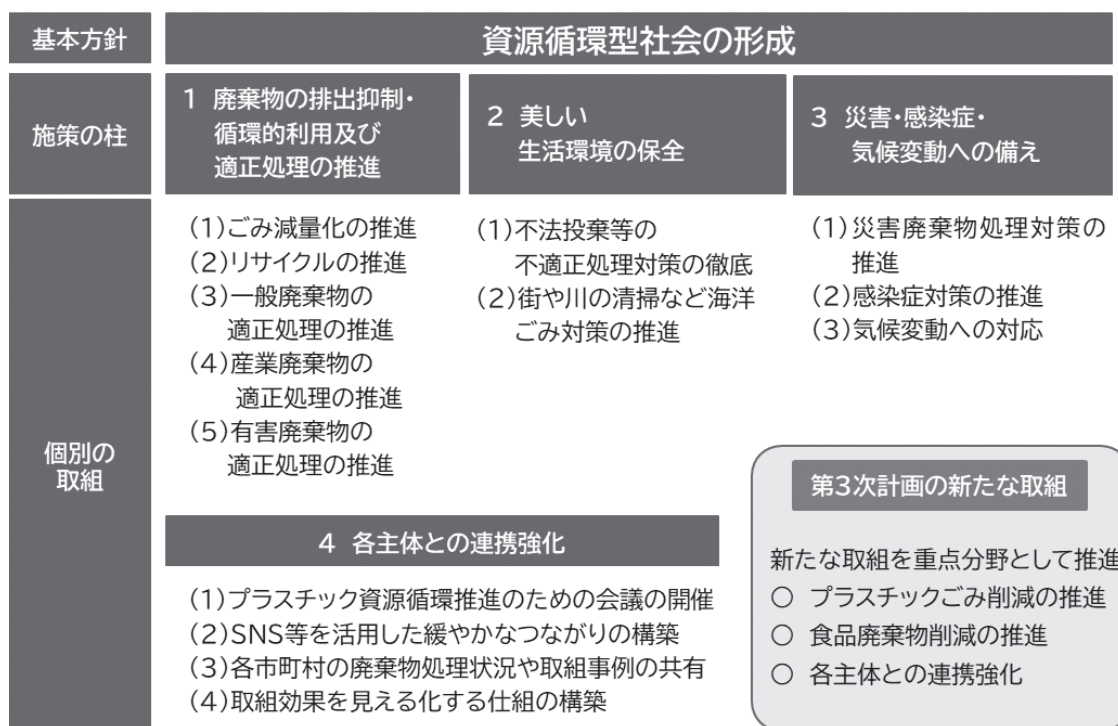 基本方針
資源循環型社会の形成
施策の柱
1 廃棄物の排出抑制・
循環的利用及び
適正処理の推進
2 美しい
生活環境の保全
3 災害・感染症・
気候変動への備え
個別の
取組
(1)ごみ減量化の推進
(2)リサイクルの推進
(3)一般廃棄物の
適正処理の推進
(4)産業廃棄物の
適正処理の推進
(5)有害廃棄物の
適正処理の推進
(1)不法投棄等の
不適正処理対策の徹底
(2)街や川の清掃など海洋
ごみ対策の推進
(1)災害廃棄物処理対策の
推進
(2)感染症対策の推進
(3)気候変動への対応
4 各主体との連携強化
(1)プラスチック資源循環推進のための会議の開催
(2)SNS等を活用した緩やかなつながりの構築
(3)各市町村の廃棄物処理状況や取組事例の共有
(4)取組効果を見える化する仕組の構築
第3次計画の新たな取組
新たな取組を重点分野として推進
○ プラスチックごみ削減の推進
○ 食品廃棄物削減の推進
○ 各主体との連携強化